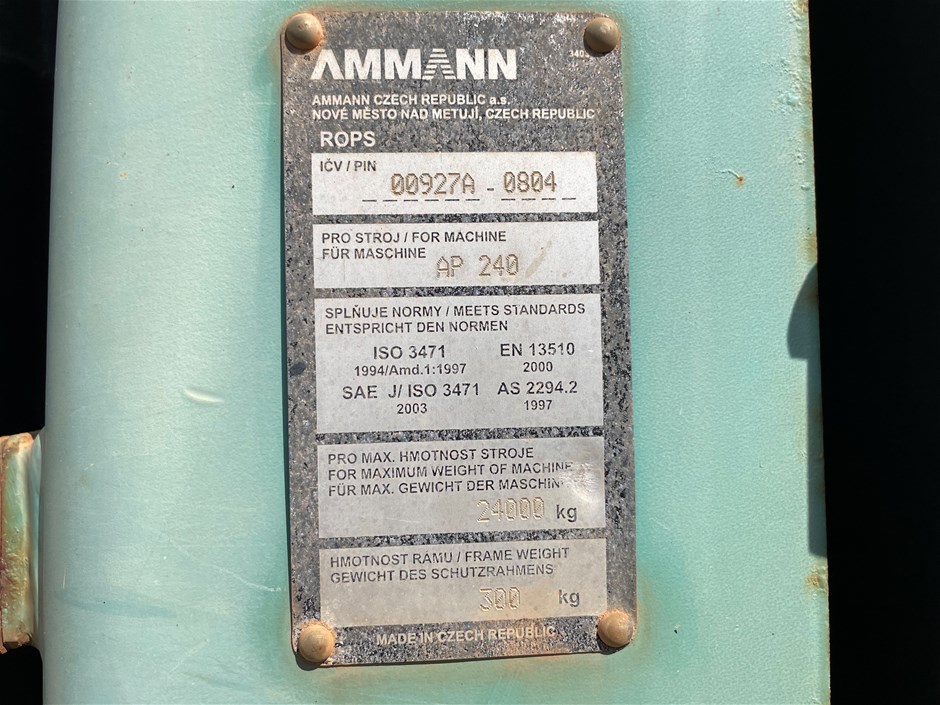 AMMANN
AMMANN CZECH REPUBLIC a.s.
NOVÉ MĚSTO NAD METUJÍ, CZECH REPUBLIC
ROPS
IČV / PIN
00927A - 0804
PRO STROJ / FOR MACHINE
FÜR MASCHINE AP 240
SPLŇUJE NORMY / MEETS STANDARDS
ENTSPRICHT DEN NORMEN
ISO 3471 EN 13510
1994/Amd.1:1997 2000
SAE J/ ISO 3471 AS 2294.2
2003 1997
PRO MAX. HMOTNOST STROJE
FOR MAXIMUM WEIGHT OF MACHINE
FÜR MAX. GEWICHT DER MASCHIN
24000 kg
HMOTNOST RÁMU / FRAME WEIGHT
GEWICHT DES SCHUTZRAHMENS
300 kg
MADE IN CZECH REPUBLIC